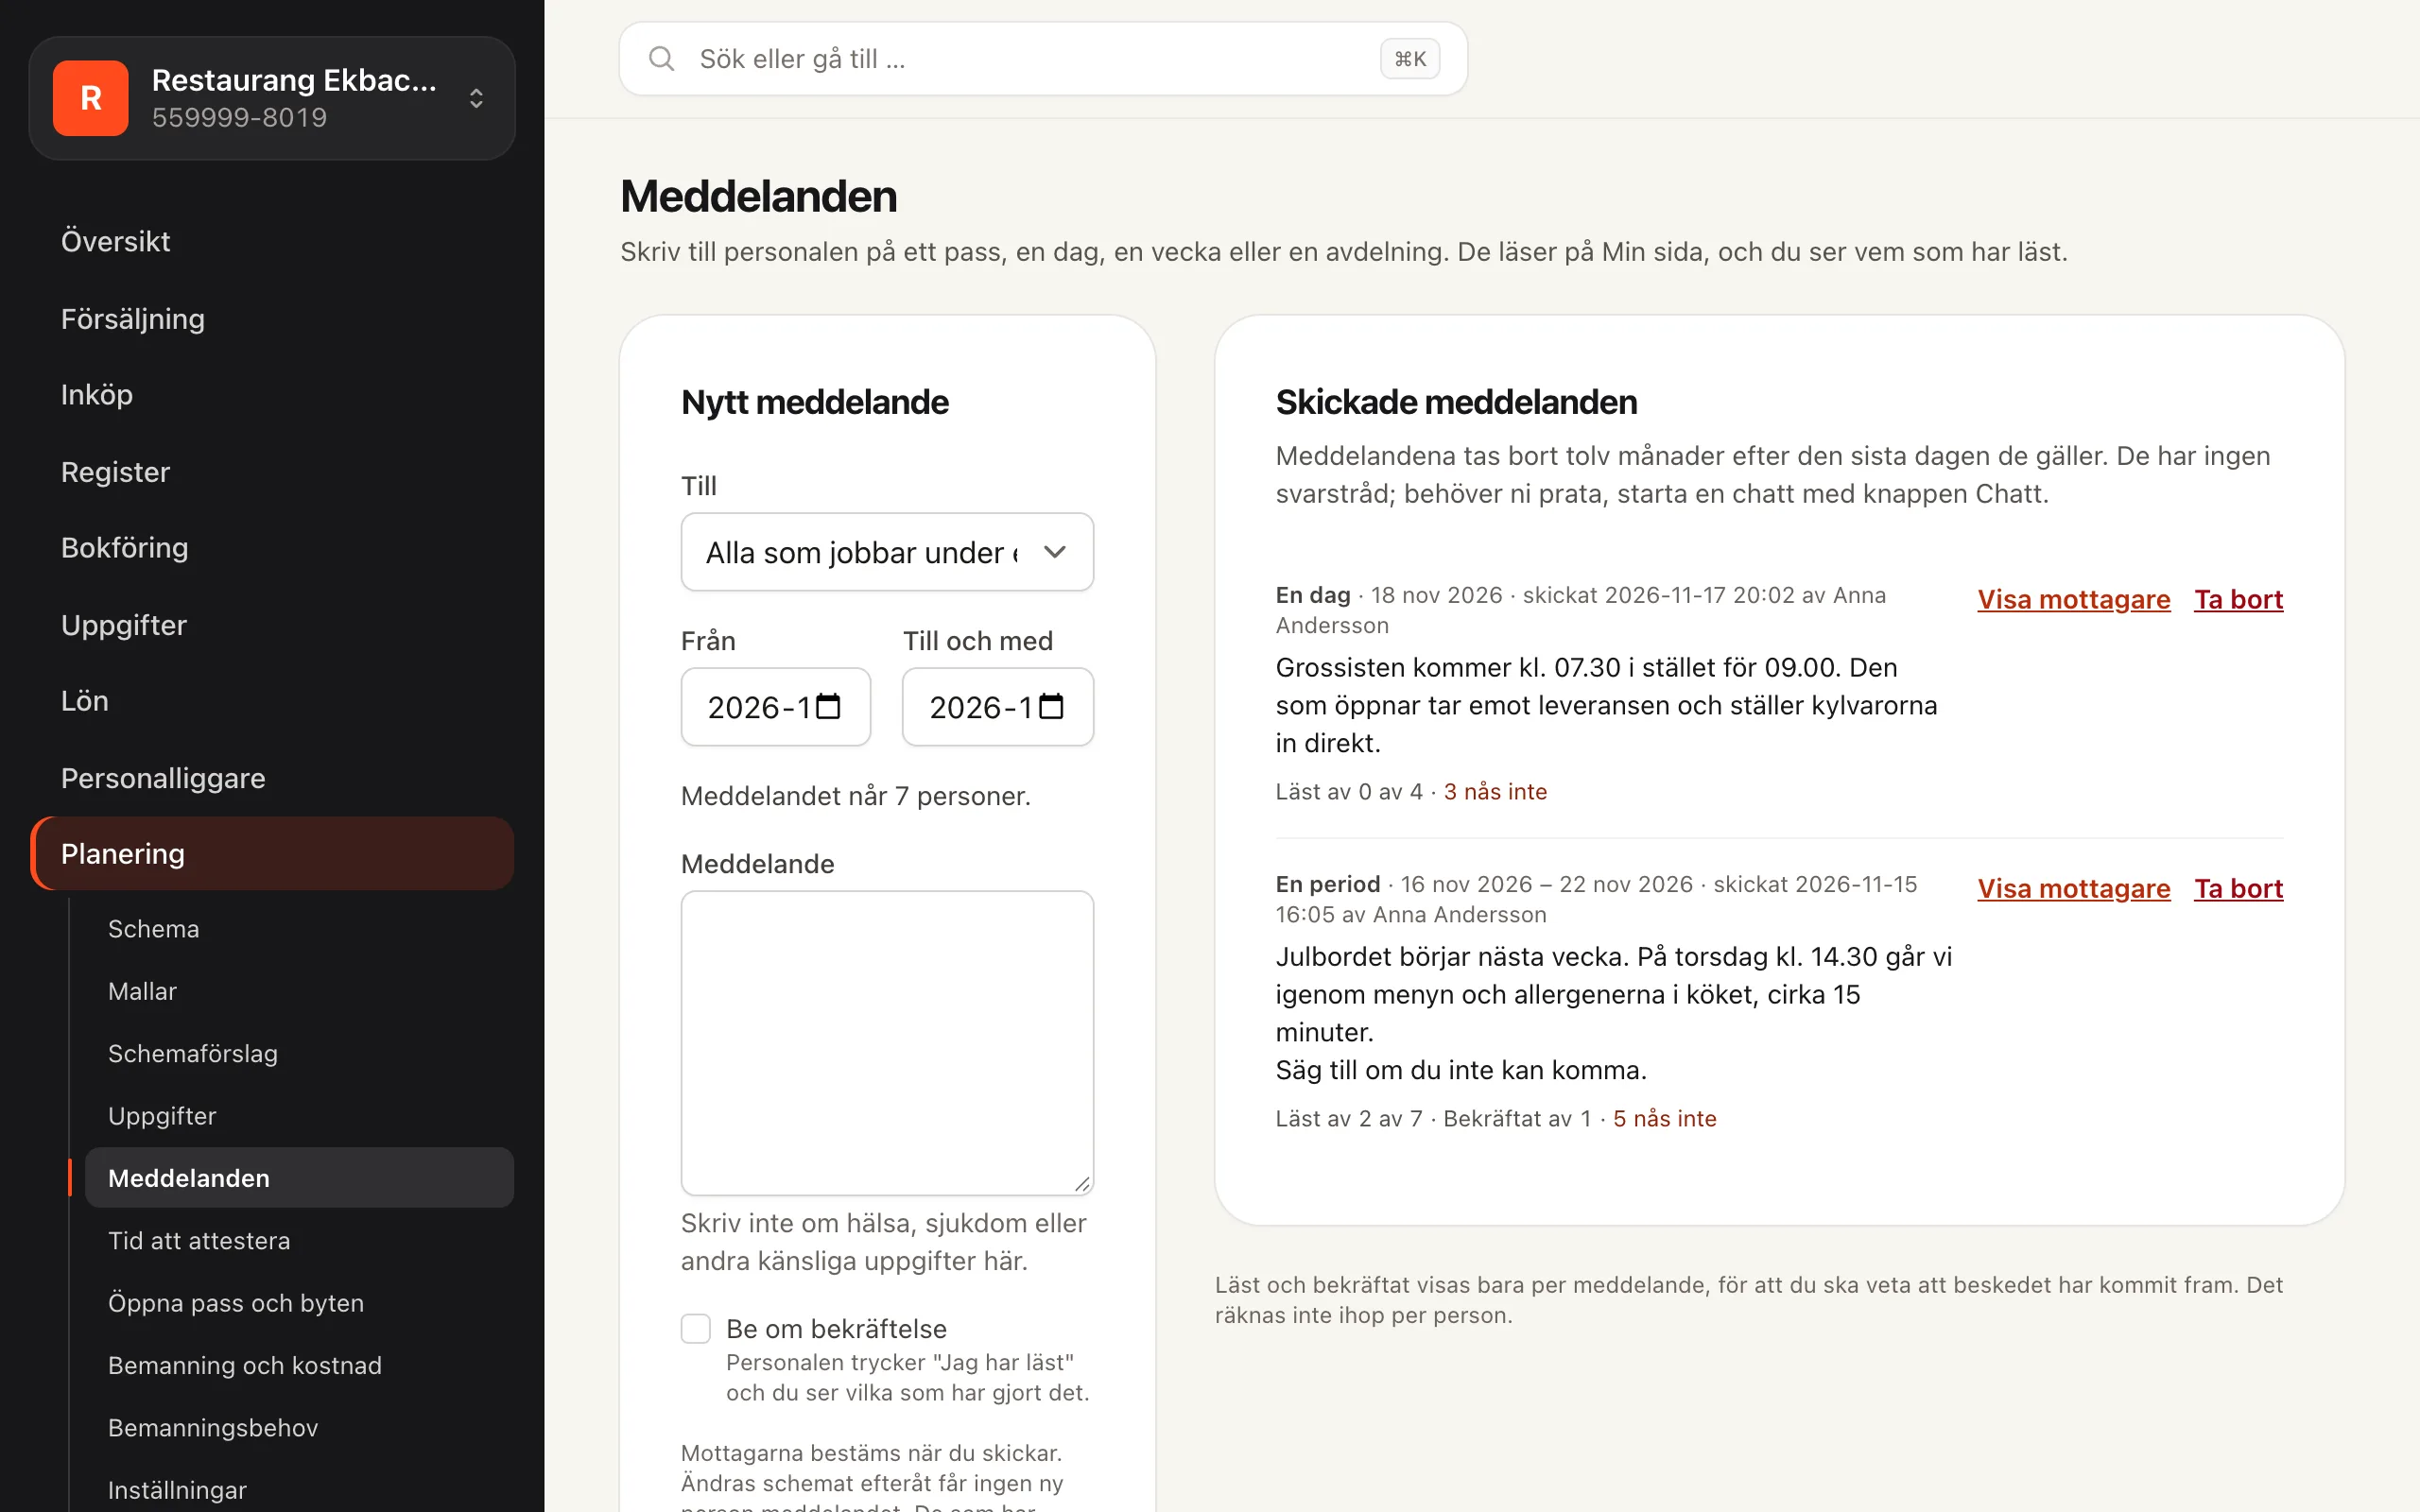 R
Restaurang Ekbac...
559999-8019
Översikt
Försäljning
Inköp
Register
Bokföring
Uppgifter
Lön
Personalliggare
Planering
Schema
Mallar
Schemaförslag
Uppgifter
Meddelanden
Tid att attestera
Öppna pass och byten
Bemanning och kostnad
Bemanningsbehov
Inställningar
Sök eller gå till ...
⌘K
Meddelanden
Skriv till personalen på ett pass, en dag, en vecka eller en avdelning. De läser på Min sida, och du ser vem som har läst.
Nytt meddelande
Till
Alla som jobbar under
Från
Till och med
2026-1
2026-1
Meddelandet når 7 personer.
Meddelande
Skriv inte om hälsa, sjukdom eller
andra känsliga uppgifter här.
Be om bekräftelse
Personalen trycker "Jag har läst"
och du ser vilka som har gjort det.
Mottagarna bestäms när du skickar.
Ändras schemat efteråt får ingen ny
person meddelandet. De som har
Skickade meddelanden
Meddelandena tas bort tolv månader efter den sista dagen de gäller. De har ingen
svarstråd; behöver ni prata, starta en chatt med knappen Chatt.
En dag · 18 nov 2026 · skickat 2026-11-17 20:02 av Anna
Andersson
Visa mottagare
Ta bort
Grossisten kommer kl. 07.30 i stället för 09.00. Den
som öppnar tar emot leveransen och ställer kylvarorna
in direkt.
Läst av 0 av 4 · 3 nås inte
En period · 16 nov 2026 – 22 nov 2026 · skickat 2026-11-15
16:05 av Anna Andersson
Visa mottagare
Ta bort
Julbordet börjar nästa vecka. På torsdag kl. 14.30 går vi
igenom menyn och allergenerna i köket, cirka 15
minuter.
Säg till om du inte kan komma.
Läst av 2 av 7 · Bekräftat av 1 · 5 nås inte
Läst och bekräftat visas bara per meddelande, för att du ska veta att beskedet har kommit fram. Det
räknas inte ihop per person.